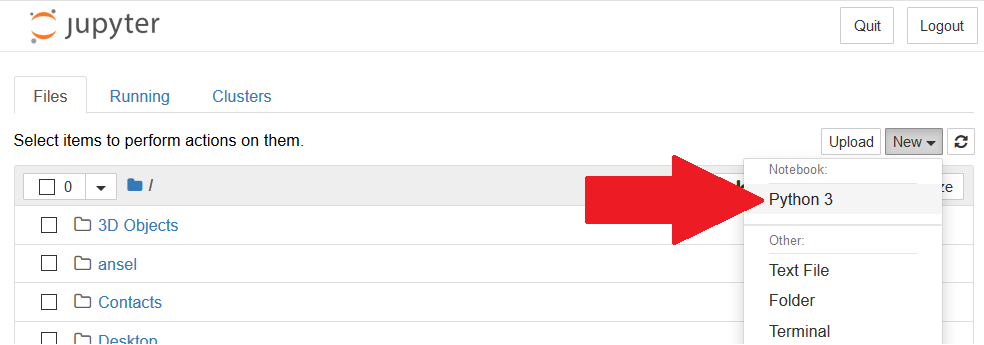 jupyter
Quit
Logout
Files
Running
Clusters
Select items to perform actions on them.
Upload
New
0
/
ze
Notebook:
Python 3
3D Objects
Other:
ansel
Text File
Contacts
Folder
Desktop
Terminal